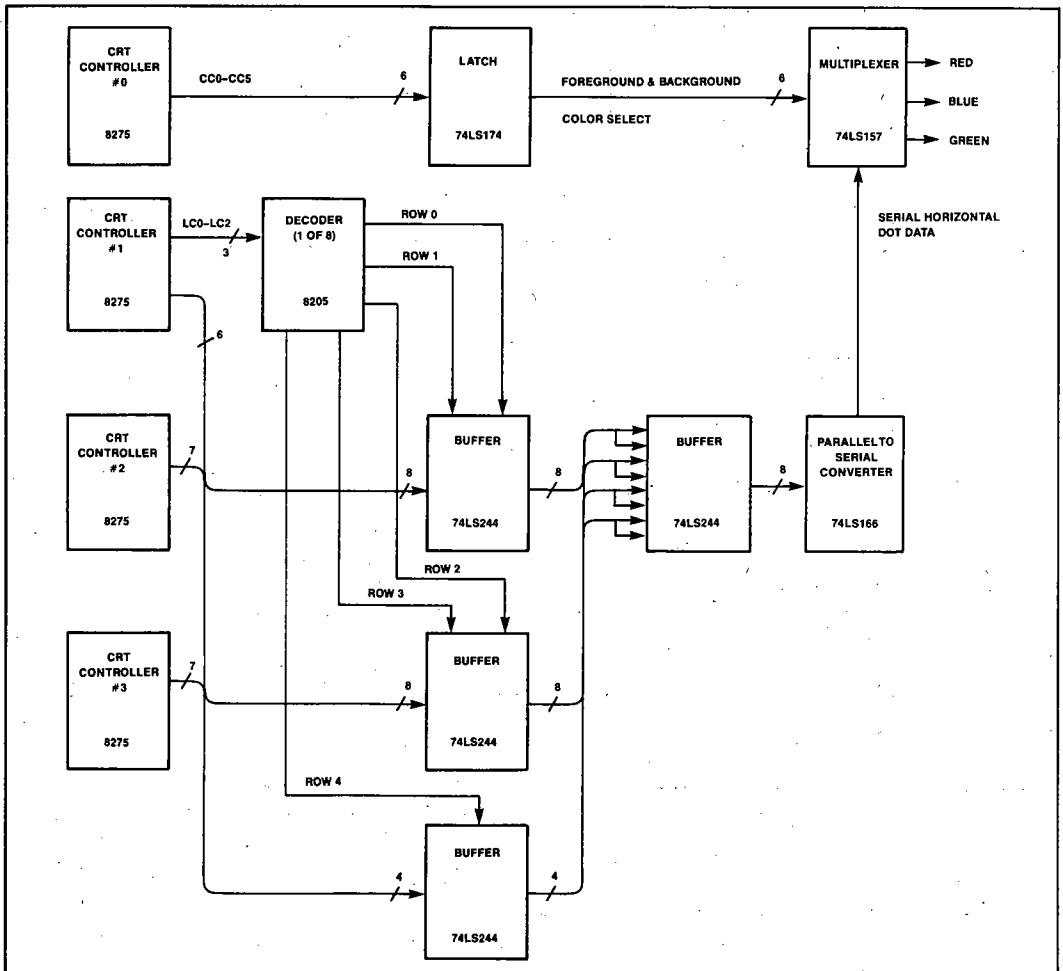 CRT
CONTROLLER
#0
8275
CC0-CC5
6
LATCH
74LS174
FOREGROUND & BACKGROUND
COLOR SELECT
6
MULTIPLEXER
74LS157
RED
BLUE
GREEN
CRT
CONTROLLER
#1
8275
LC0-LC2
3
6
DECODER
(1 OF 8)
8205
ROW 0
ROW 1
SERIAL HORIZONTAL
DOT DATA
CRT
CONTROLLER
#2
8275
7
8
BUFFER
74LS244
8
BUFFER
74LS244
8
PARALLEL TO
SERIAL
CONVERTER
74LS166
ROW 2
ROW 3
CRT
CONTROLLER
#3
8275
7
8
BUFFER
74LS244
8
ROW 4
4
BUFFER
74LS244
4